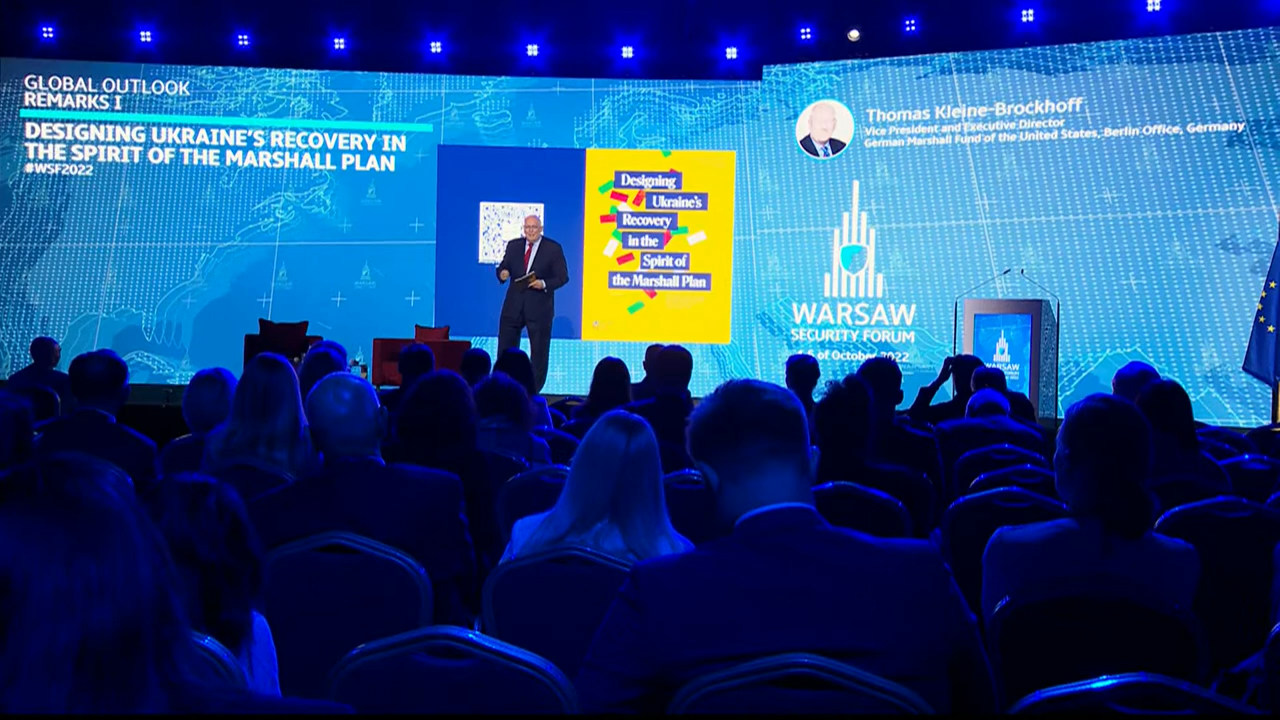 GLOBAL OUTLOOK
REMARKS I
DESIGNING UKRAINE'S RECOVERY IN
THE SPIRIT OF THE MARSHALL PLAN
#WSF2022
Designing
Ukraine's
Recovery
in the
Spirit of
the Marshall Plan
Thomas Kleine-Brockhoff
Vice President and Executive Director
German Marshall Fund of the United States, Berlin Office, Germany
WARSAW
SECURITY FORUM
6 of October 2022
WARSAW